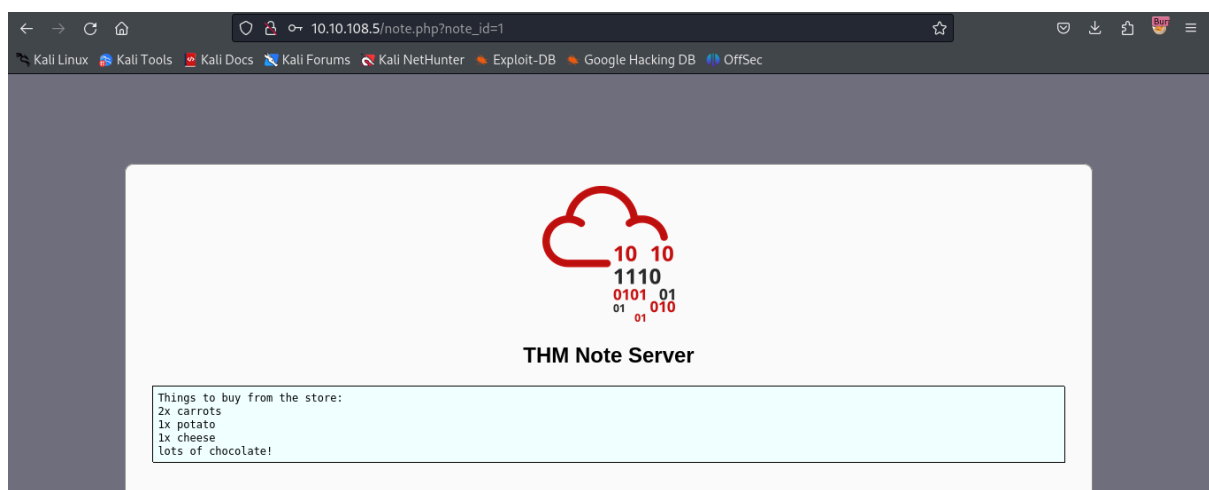 10.10.108.5/note.php?note_id=1
Kali Linux Kali Tools Kali Docs Kali Forums Kali NetHunter Exploit-DB Google Hacking DB OffSec
Bur
10 10
1110
0101 01
01 010
01
THM Note Server
Things to buy from the store:
2x carrots
1x potato
1x cheese
lots of chocolate!